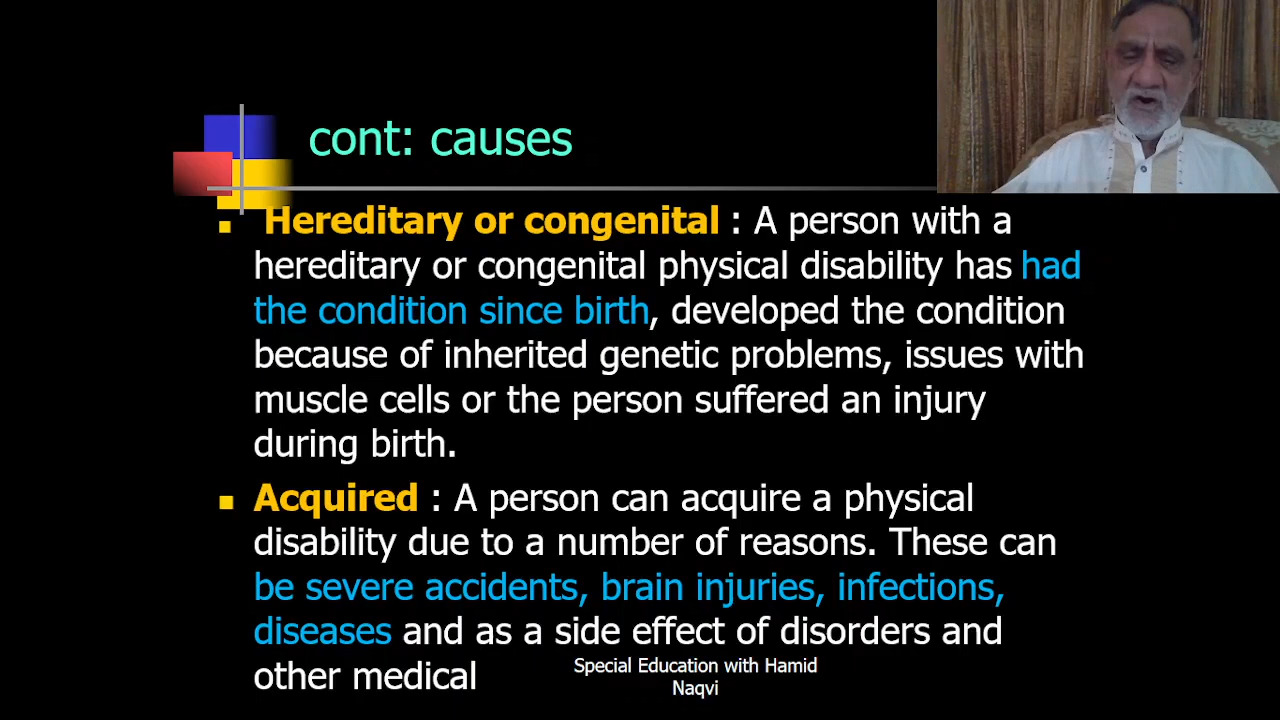 cont: causes
Hereditary or congenital : A person with a
hereditary or congenital physical disability has had
the condition since birth, developed the condition
because of inherited genetic problems, issues with
muscle cells or the person suffered an injury
during birth.
Acquired : A person can acquire a physical
disability due to a number of reasons. These can
be severe accidents, brain injuries, infections,
diseases and as a side effect of disorders and
other medical
Special Education with Hamid
Naqvi